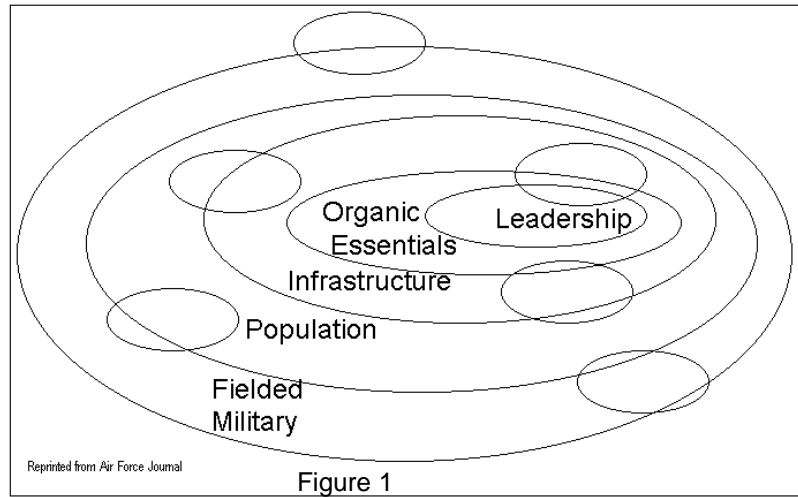 Organic
Leadership
Essentials
Infrastructure
Population
Fielded
Military
Reprinted from Air Force Journal
Figure 1